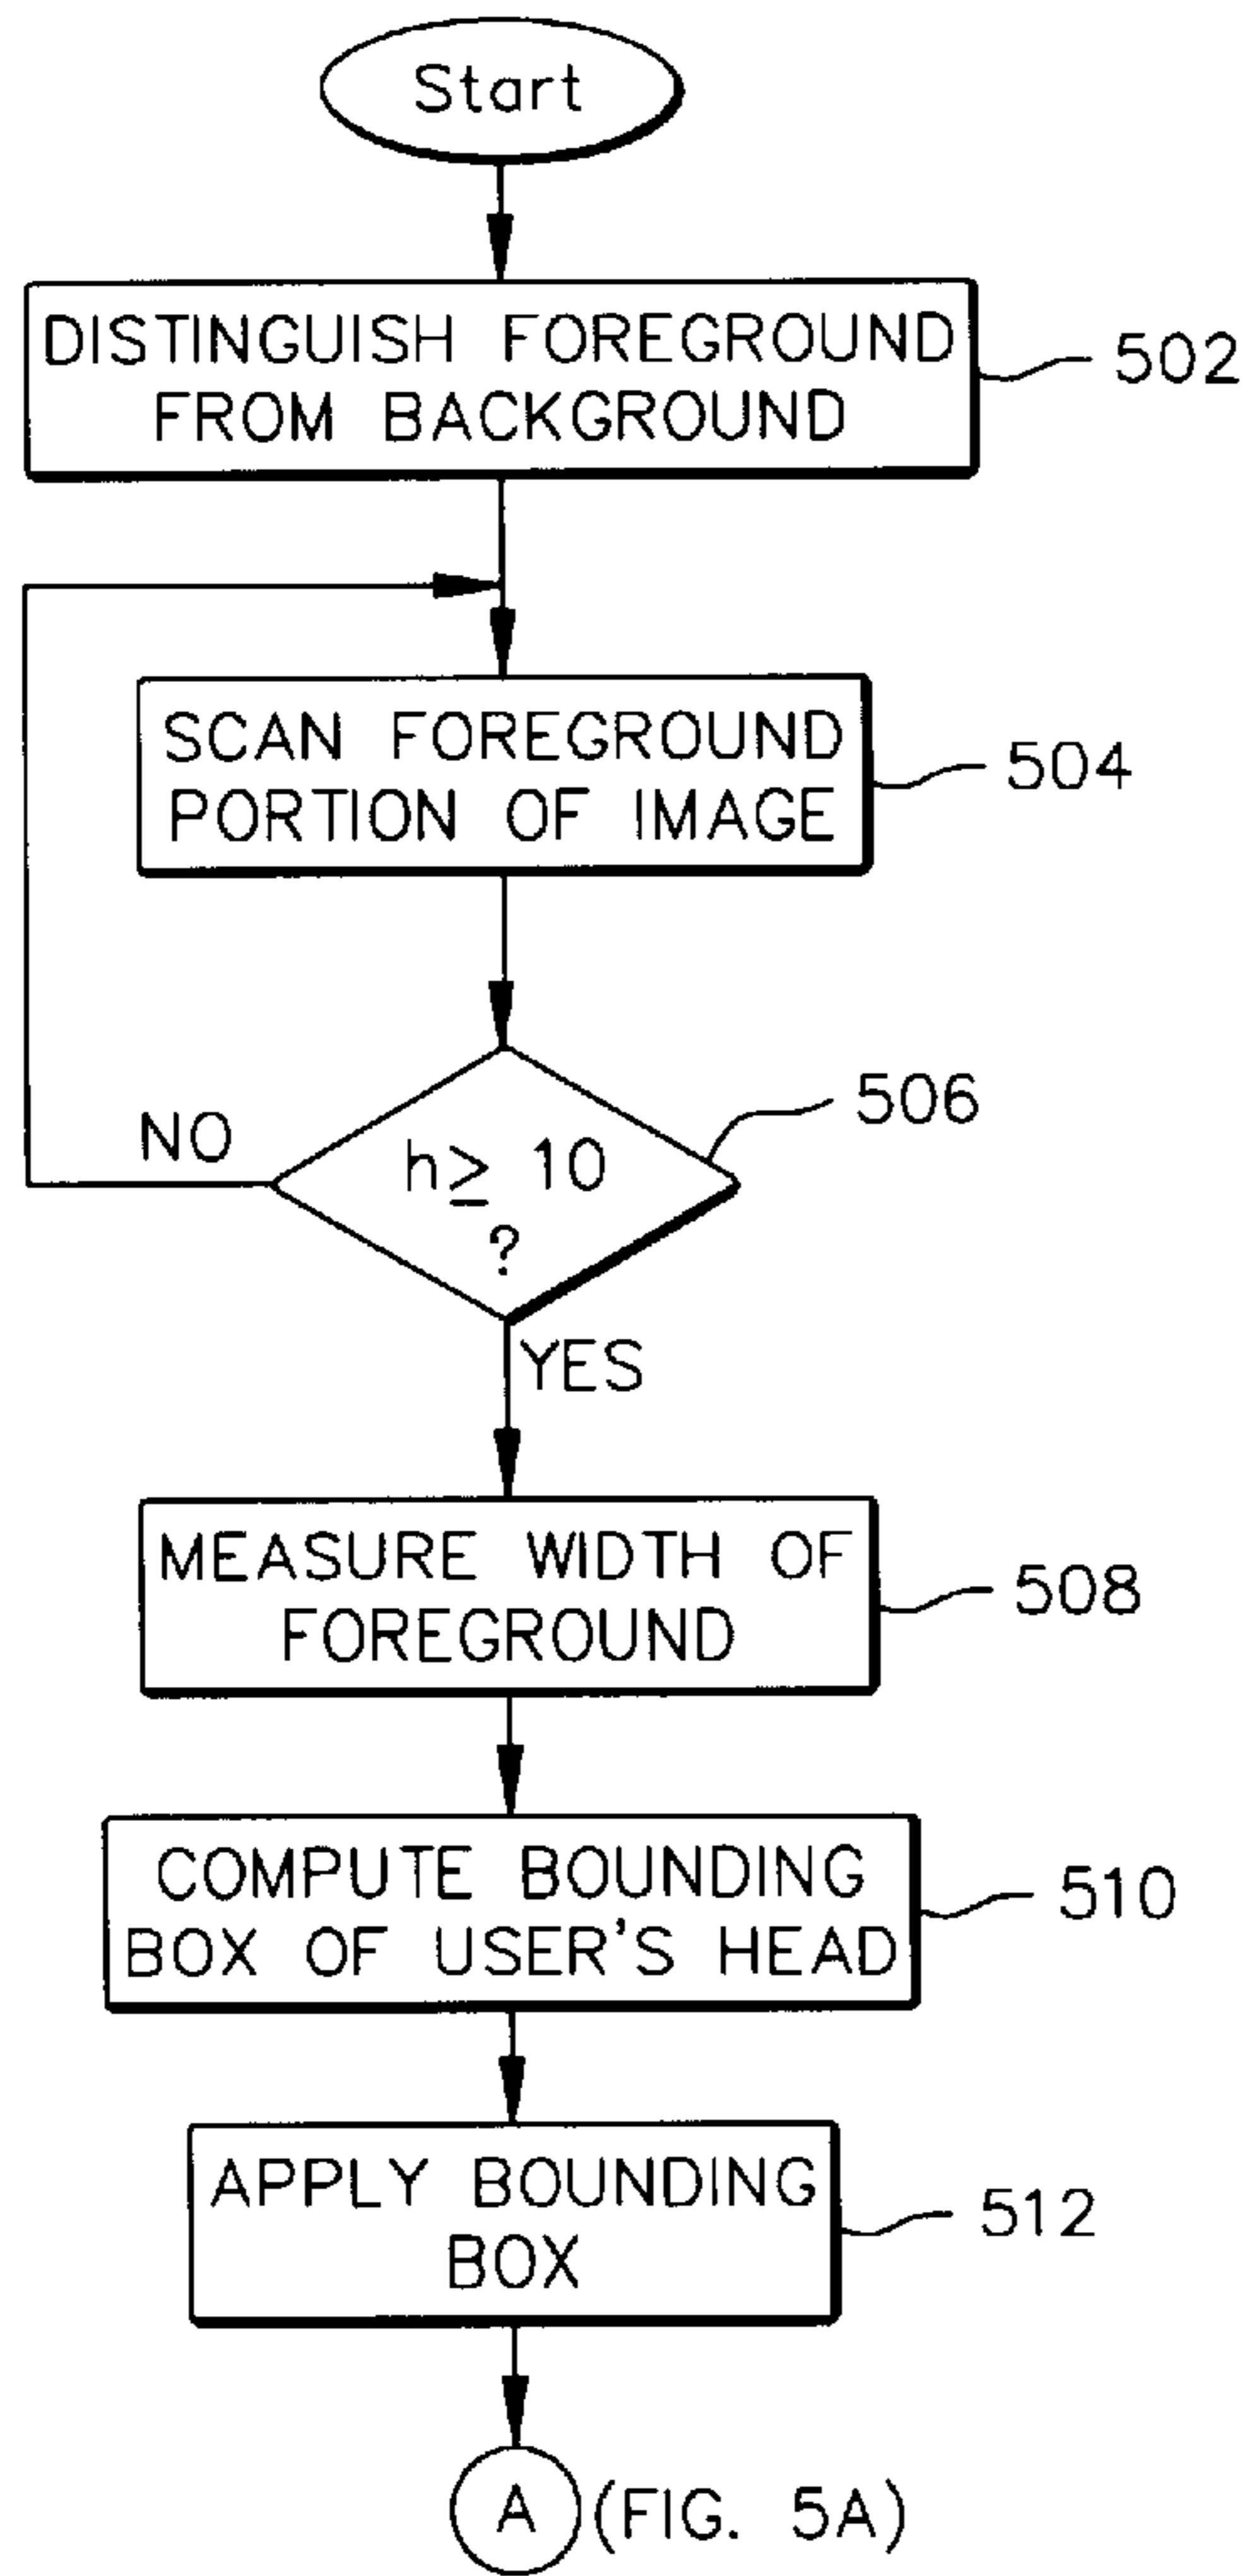 Start
DISTINGUISH FOREGROUND
FROM BACKGROUND
502
SCAN FOREGROUND
PORTION OF IMAGE
504
506
NO
h≥ 10
?
YES
MEASURE WIDTH OF
FOREGROUND
508
COMPUTE BOUNDING
BOX OF USER'S HEAD
510
APPLY BOUNDING
BOX
512
A (FIG. 5A)